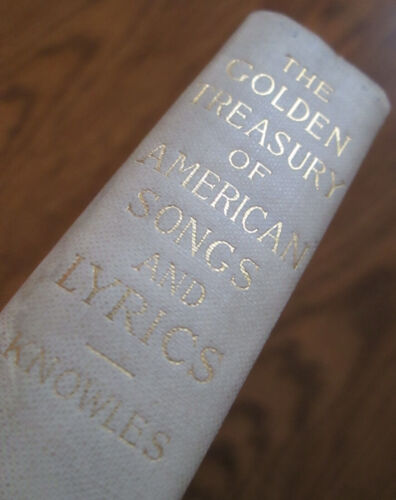 THE
GOLDEN
TREASURY
OF
AMERICAN
SONGS
AND
LYRICS
KNOWLES